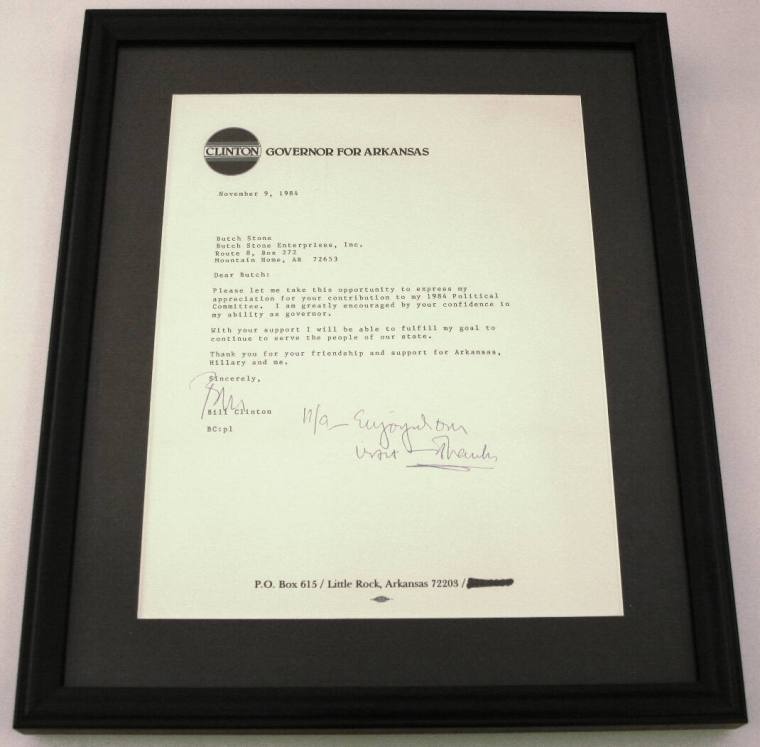 CLINTON GOVERNOR FOR ARKANSAS
November 9, 1984
Butch Stone
Butch Stone Enterprises, Inc.
Route 8, Box 372
Mountain Home, AR 72653
Dear Butch:
Please let me take this opportunity to express my
appreciation for your contribution to my 1984 Political
Committee. I am greatly encouraged by your confidence in
my ability as governor.
With your support I will be able to fulfill my goal to
continue to serve the people of our state.
Thank you for your friendship and support for Arkansas,
Hillary and me.
Sincerely,
Bill
Bill Clinton
BC:pl
11/9 – Enjoyed our
visit – Thanks
P.O. Box 615 / Little Rock, Arkansas 72203 /